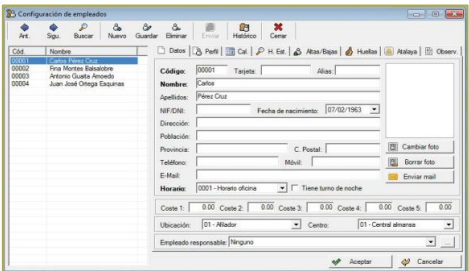 Configuración de empleados
Ant. Sigu. Buscar Nuevo Guardar Eliminar Enviar Histórico Cerrar
Cód. Nombre
00001 Carlos Pérez Cruz
00002 Fina Montes Balsalobre
00003 Antonio Gualta Amoedo
00004 Juan José Ortega Esquinas
Datos Perfil Cal. H. Est. Altas/Bajas Huellas Atalaya Observ.
Código: 00001 Tarjeta: Alias:
Nombre: Carlos
Apellidos: Pérez Cruz
NIF/DNI: Fecha de nacimiento: 07/02/1963
Dirección:
Población:
Provincia: C. Postal:
Teléfono: Móvil:
E-Mail:
Horario: 0001 - Horario oficina Tiene turno de noche
Cambiar foto
Borrar foto
Enviar mail
Coste 1: 0.00 Coste 2: 0.00 Coste 3: 0.00 Coste 4: 0.00 Coste 5: 0.00
Ubicación: 01 - Afilador Centro: 01 - Central almansa
Empleado responsable: Ninguno ...
Aceptar Cancelar